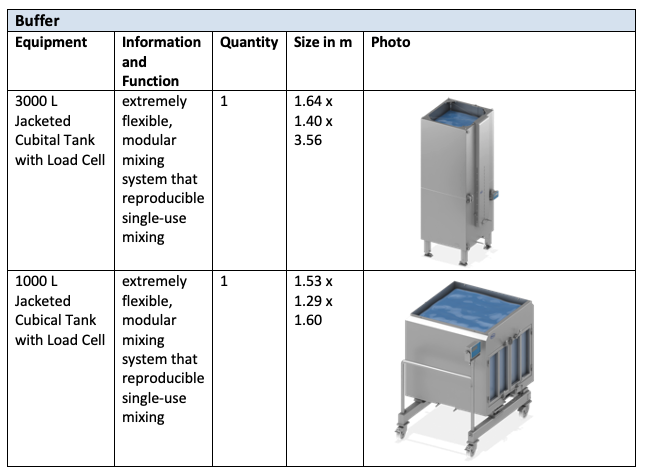 Buffer
Equipment
Information
and
Function
Quantity
Size in m
Photo
3000 L
Jacketed
Cubital Tank
with Load Cell
extremely
flexible,
modular
mixing
system that
reproducible
single-use
mixing
1
1.64 x
1.40 x
3.56
1000 L
Jacketed
Cubical Tank
with Load Cell
extremely
flexible,
modular
mixing
system that
reproducible
single-use
mixing
1
1.53 x
1.29 x
1.60